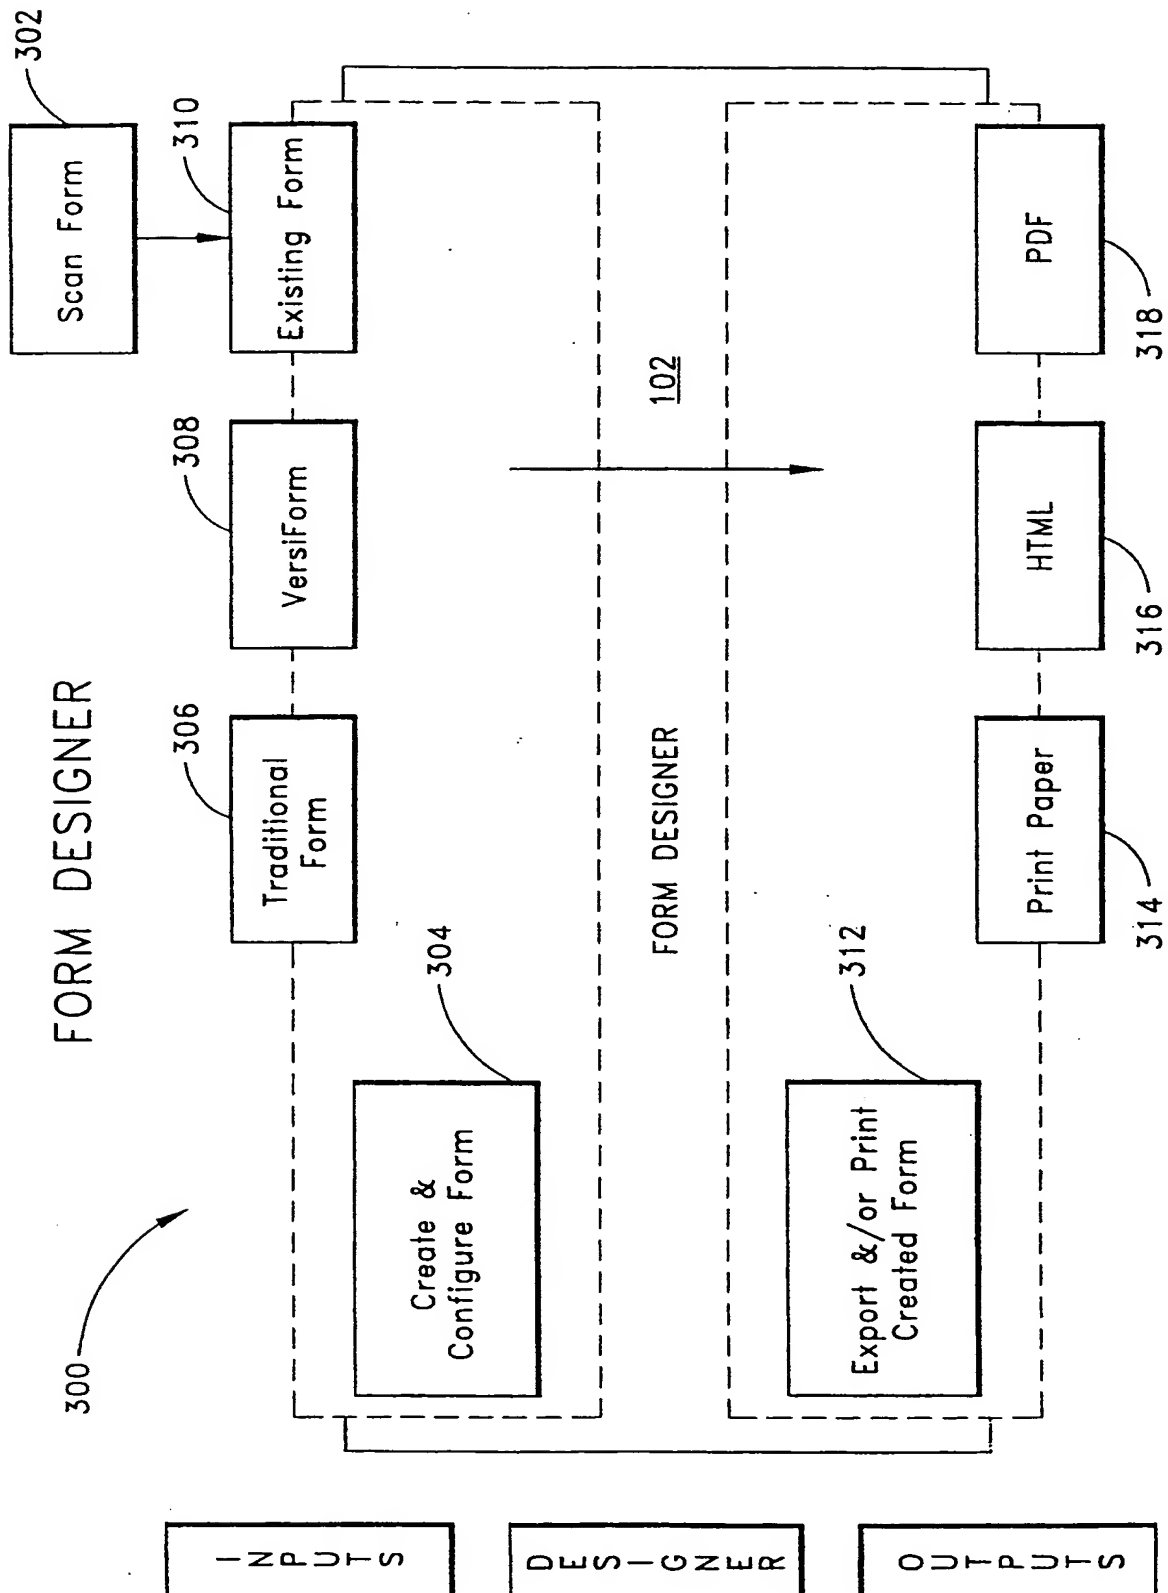 FORM DESIGNER
300
302
Scan Form
306
308
310
Traditional
Form
VersiForm
Existing Form
INPUTS
304
Create &
Configure Form
DESIGNER
FORM DESIGNER
102
312
Export &/or Print
Created Form
OUTPUTS
Print Paper
HTML
PDF
314
316
318